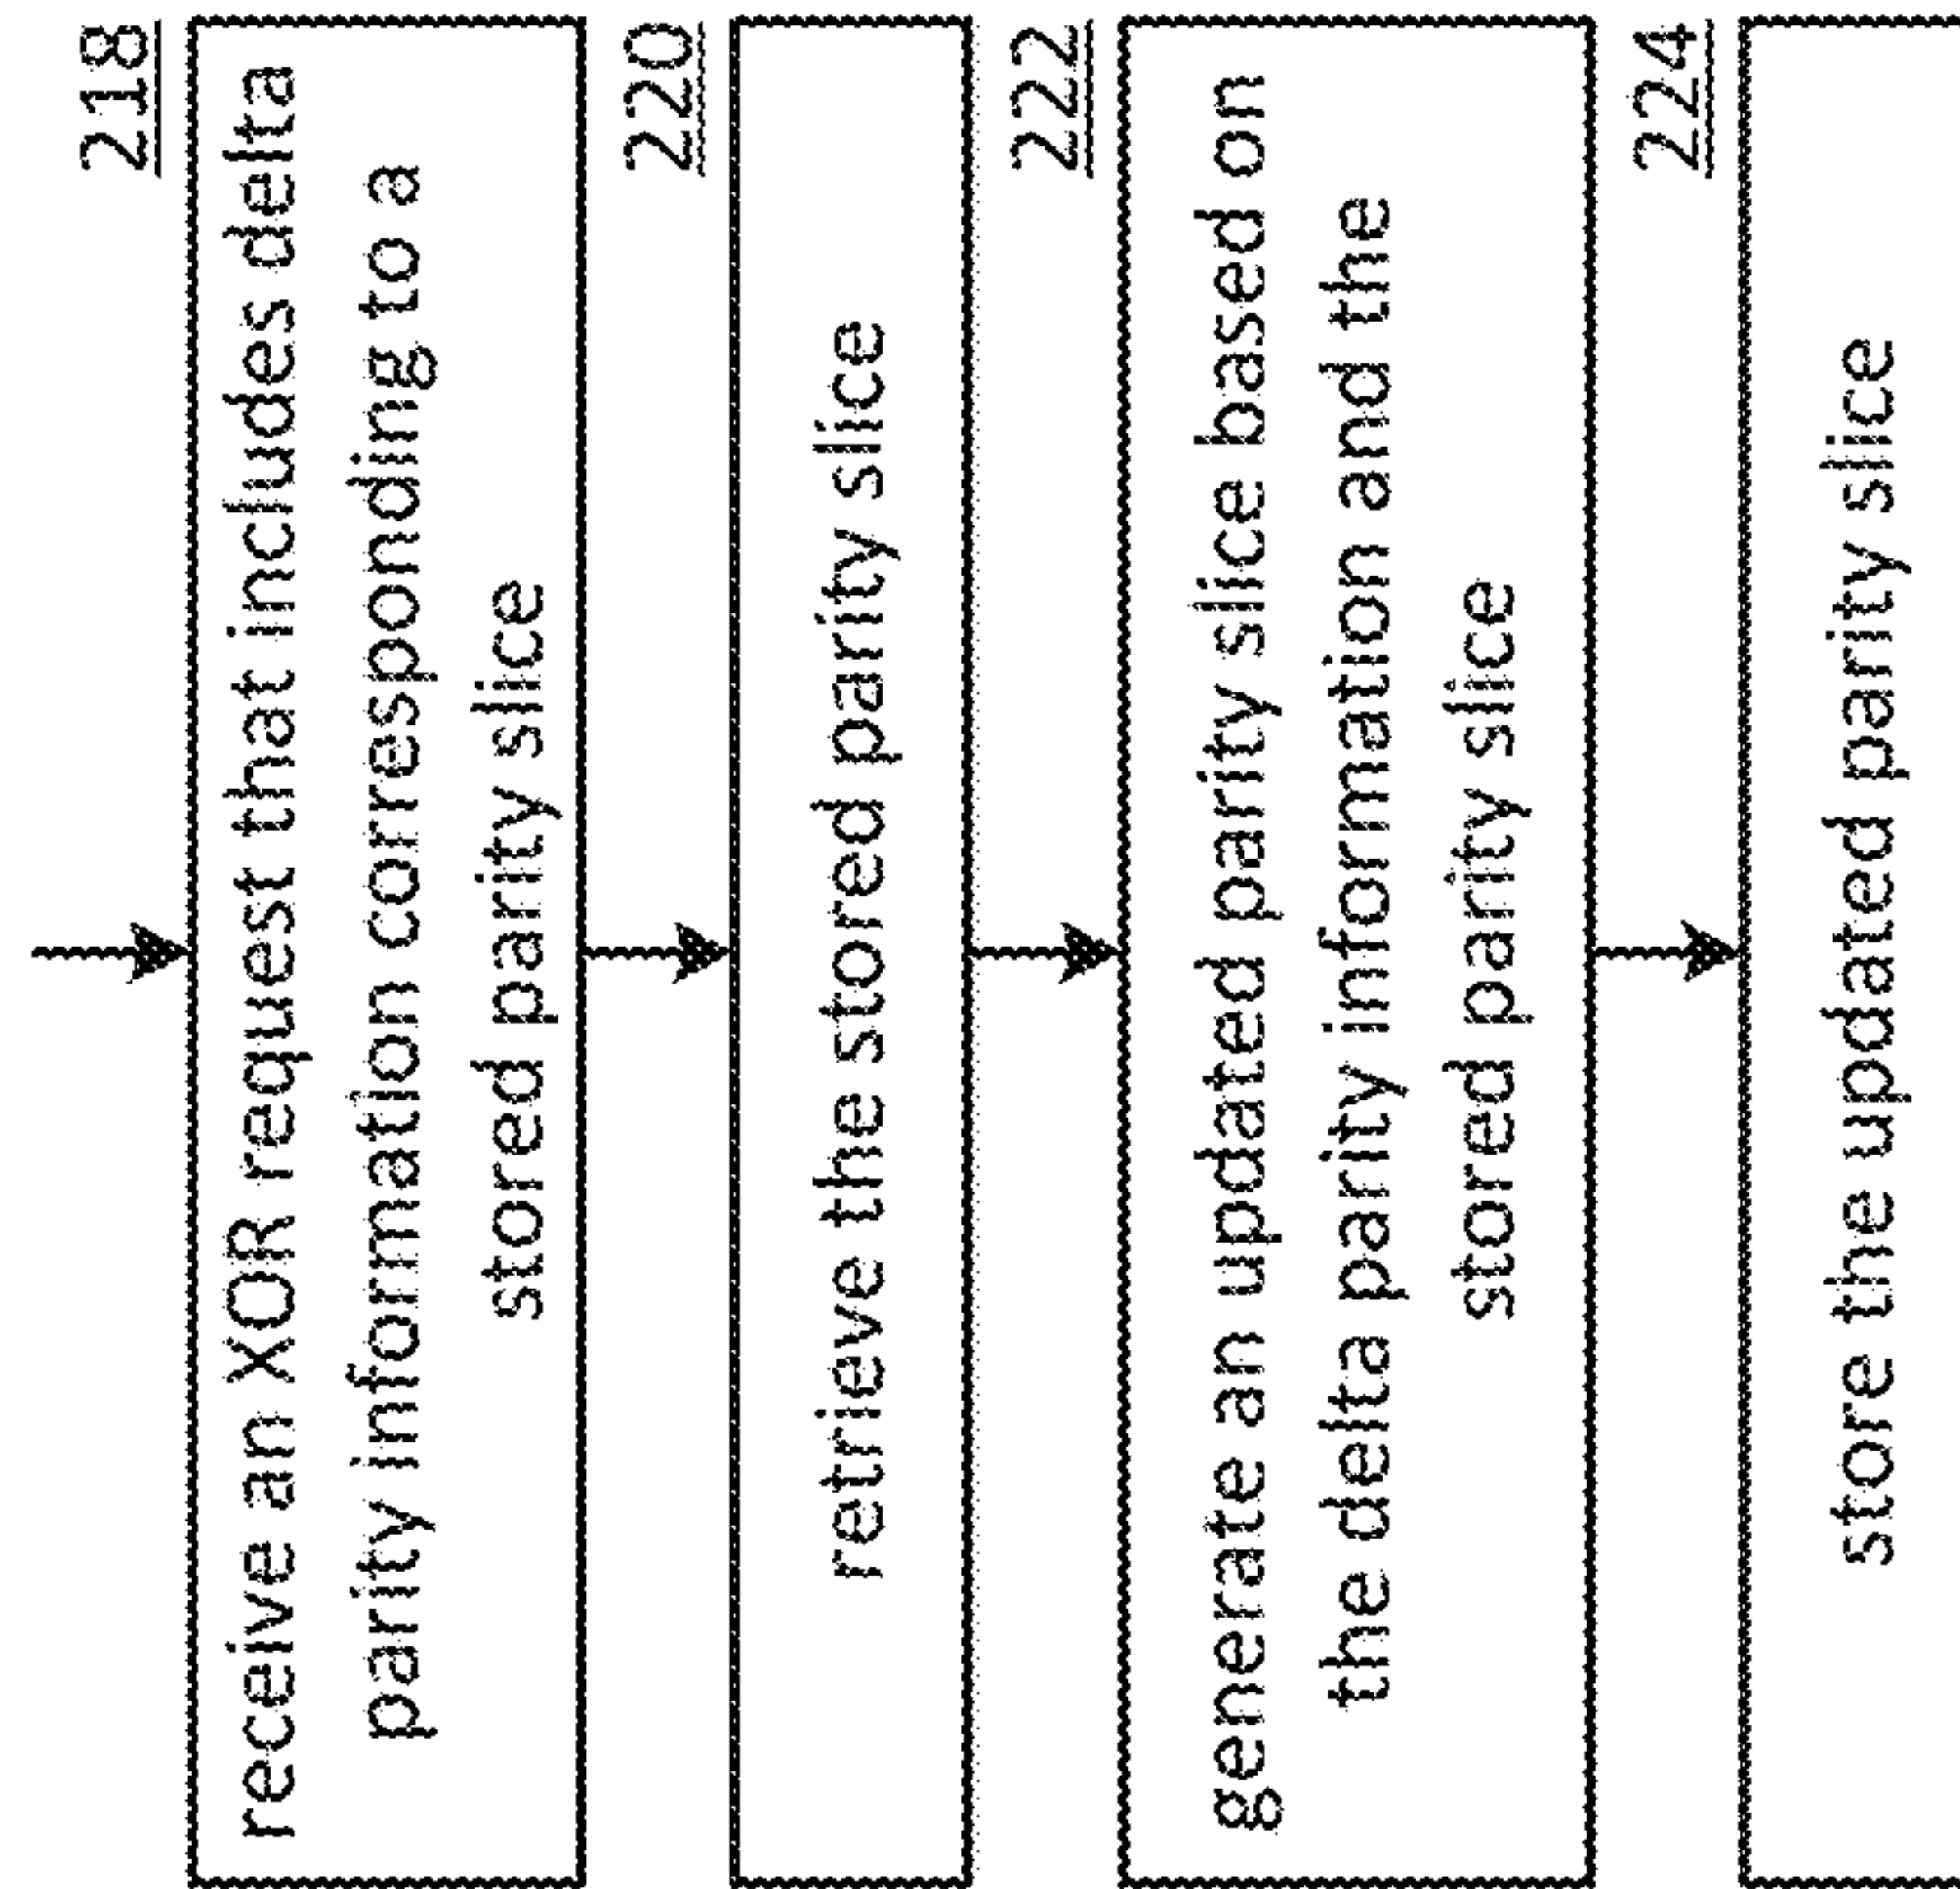 218
receive an XOR request that includes delta
parity information corresponding to a
stored parity slice
220
retrieve the stored parity slice
222
generate an updated parity slice based on
the delta parity information and the
stored parity slice
224
store the updated parity slice